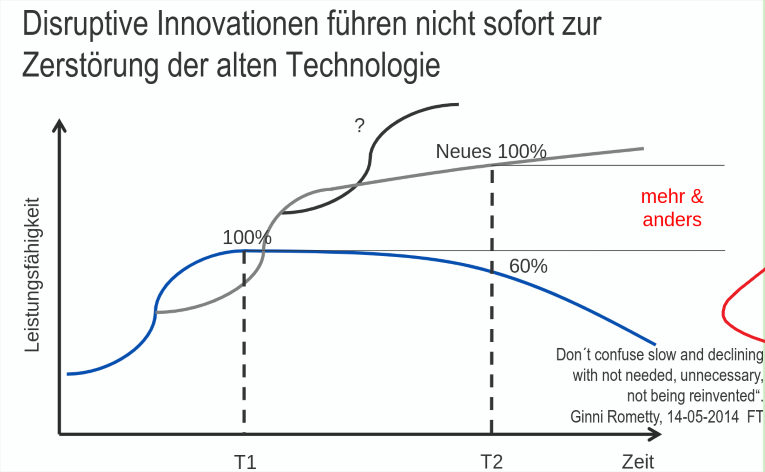 Disruptive Innovationen führen nicht sofort zur
Zerstörung der alten Technologie
?
Neues 100%
mehr &
anders
100%
60%
Leistungsfähigkeit
Don´t confuse slow and declining
with not needed, unnecessary,
not being reinvented“.
Ginni Rometty, 14-05-2014 FT
T1
T2
Zeit